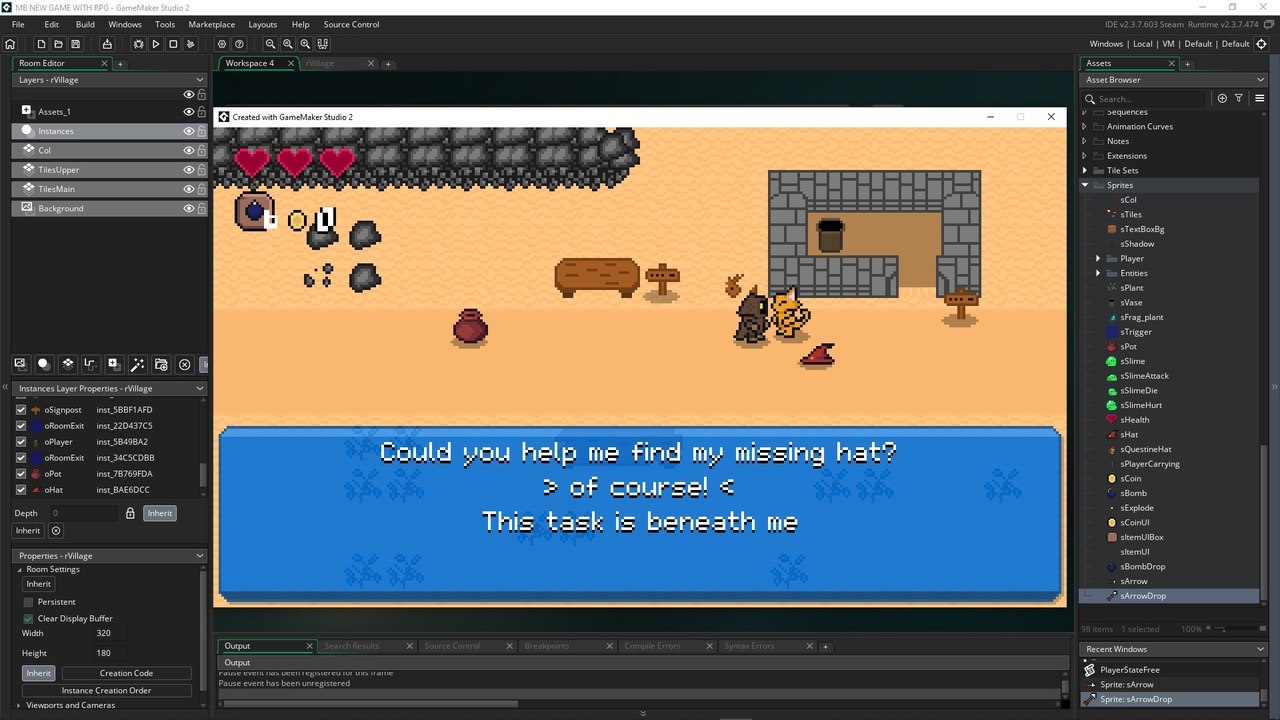 MB NEW GAME WITH RPG - GameMaker Studio 2
File Edit Build Windows Tools Marketplace Layouts Help Source Control
IDE v2.3.7.603 Steam Runtime v2.3.7.474
Windows | Local | VM | Default | Default
Room Editor
Layers - rVillage
Assets_1
Instances
Col
TilesUpper
TilesMain
Background
Instances Layer Properties - rVillage
oSignpost inst_5BBF1AFD
oRoomExit inst_22D437C5
oPlayer inst_5B49BA2
oRoomExit inst_34C5CDBB
oPot inst_7B769FDA
oHat inst_BAE6DCC
Depth 0 Inherit
Inherit
Properties - rVillage
Room Settings
Inherit
Persistent
Clear Display Buffer
Width 320
Height 180
Inherit Creation Code
Instance Creation Order
Viewports and Cameras
Workspace 4 rVillage
Created with GameMaker Studio 2
0
Could you help me find my missing hat?
> of course! <
This task is beneath me
Output Search Results Source Control Breakpoints Compile Errors Syntax Errors
Output
Pause event has been registered for this frame
Pause event has been unregistered
Assets
Asset Browser
Search...
Sequences
Animation Curves
Notes
Extensions
Tile Sets
Sprites
sCol
sTiles
sTextBoxBg
sShadow
Player
Entities
sPlant
sVase
sFrag_plant
sTrigger
sPot
sSlime
sSlimeAttack
sSlimeDie
sSlimeHurt
sHealth
sHat
sQuestineHat
sPlayerCarrying
sCoin
sBomb
sExplode
sCoinUI
sItemUIBox
sItemUI
sBombDrop
sArrow
sArrowDrop
98 items 1 selected 100%
Recent Windows
PlayerStateFree
Sprite: sArrow
Sprite: sArrowDrop